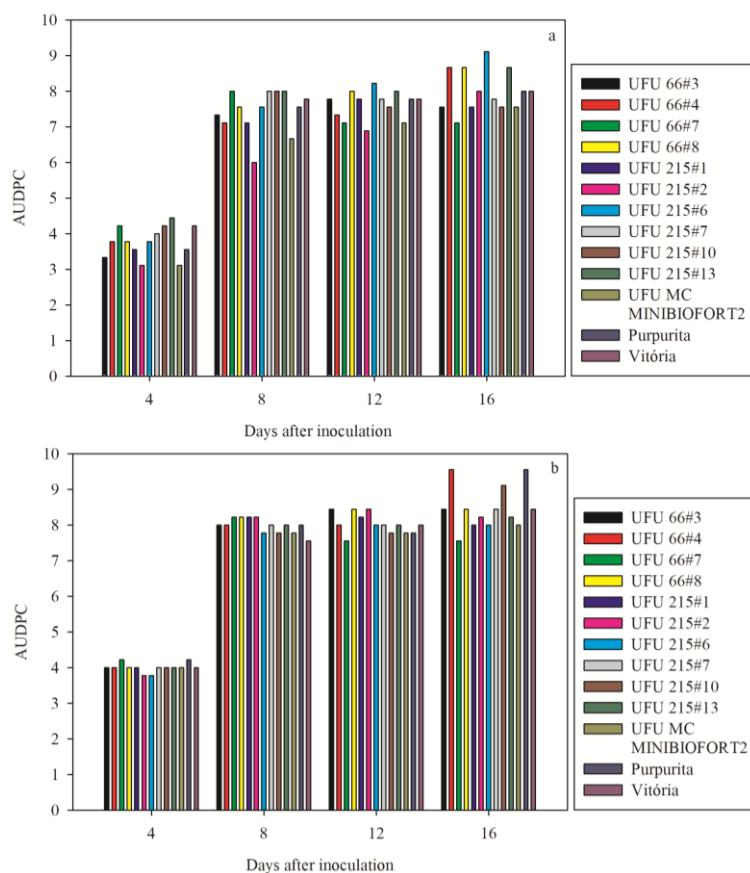 a
10
9
8
7
6
5
4
3
2
1
0
AUDPC
4 8 12 16
Days after inoculation
UFU 66#3
UFU 66#4
UFU 66#7
UFU 66#8
UFU 215#1
UFU 215#2
UFU 215#6
UFU 215#7
UFU 215#10
UFU 215#13
UFU MC
MINIBIOFORT2
Purpurita
Vitória
b
10
9
8
7
6
5
4
3
2
1
0
AUDPC
4 8 12 16
Days after inoculation
UFU 66#3
UFU 66#4
UFU 66#7
UFU 66#8
UFU 215#1
UFU 215#2
UFU 215#6
UFU 215#7
UFU 215#10
UFU 215#13
UFU MC
MINIBIOFORT2
Purpurita
Vitória